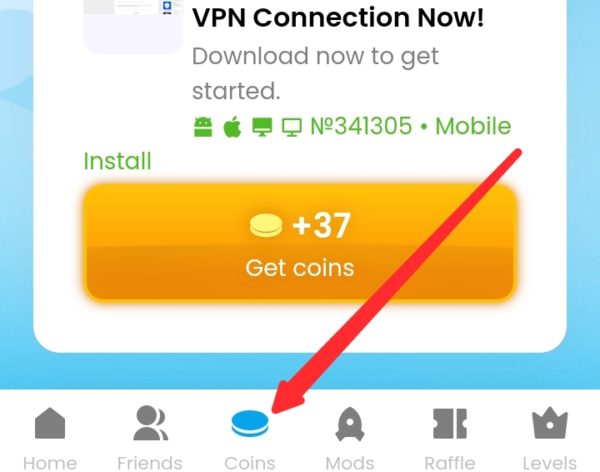 VPN Connection Now!
Download now to get
started.
№341305 • Mobile
Install
+37
Get coins
Home Friends Coins Mods Raffle Levels